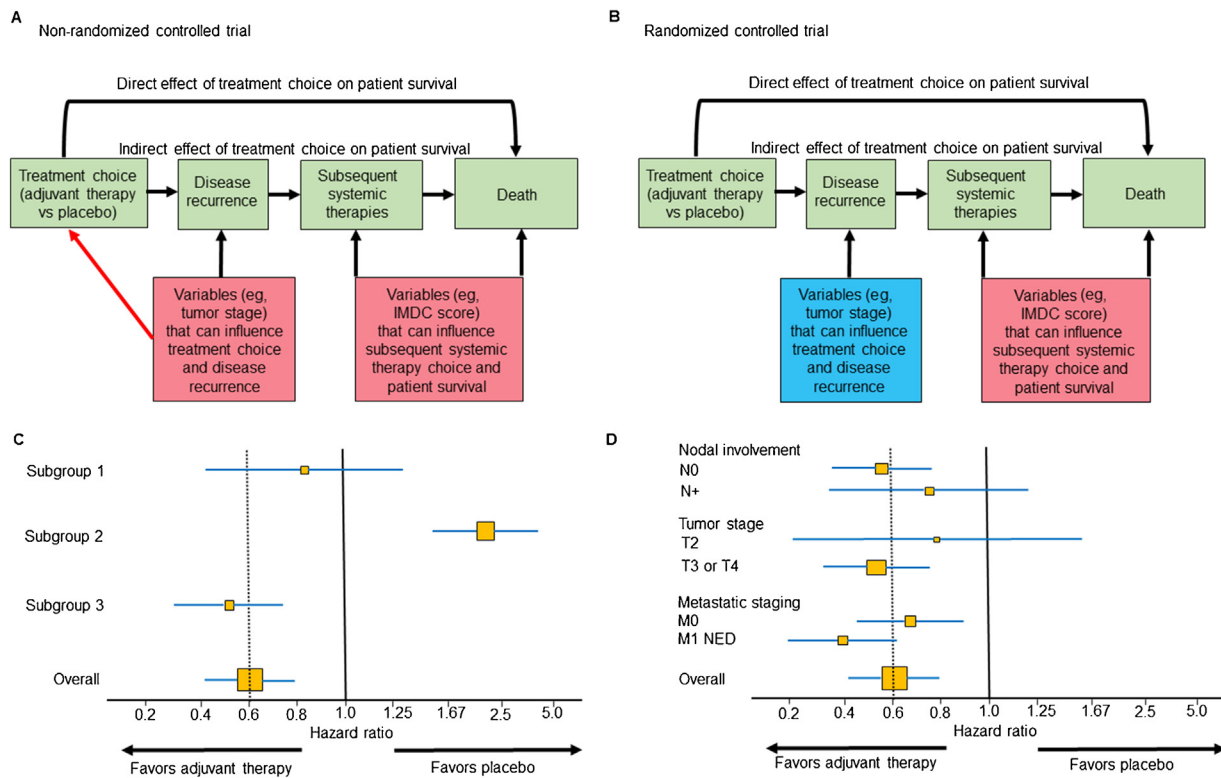 A
Non-randomized controlled trial
Direct effect of treatment choice on patient survival
Indirect effect of treatment choice on patient survival
Treatment choice
(adjuvant therapy
vs placebo)
Disease
recurrence
Subsequent
systemic
therapies
Death
Variables (eg,
tumor stage)
that can influence
treatment choice
and disease
recurrence
Variables (eg,
IMDC score)
that can influence
subsequent systemic
therapy choice and
patient survival
B
Randomized controlled trial
Direct effect of treatment choice on patient survival
Indirect effect of treatment choice on patient survival
Treatment choice
(adjuvant therapy
vs placebo)
Disease
recurrence
Subsequent
systemic
therapies
Death
Variables (eg,
tumor stage)
that can influence
treatment choice
and disease
recurrence
Variables (eg,
IMDC score)
that can influence
subsequent systemic
therapy choice and
patient survival
C
Subgroup 1
Subgroup 2
Subgroup 3
Overall
0.2 0.4 0.6 0.8 1.0 1.25 1.67 2.5 5.0
Hazard ratio
Favors adjuvant therapy Favors placebo
D
Nodal involvement
N0
N+
Tumor stage
T2
T3 or T4
Metastatic staging
M0
M1 NED
Overall
0.2 0.4 0.6 0.8 1.0 1.25 1.67 2.5 5.0
Hazard ratio
Favors adjuvant therapy Favors placebo